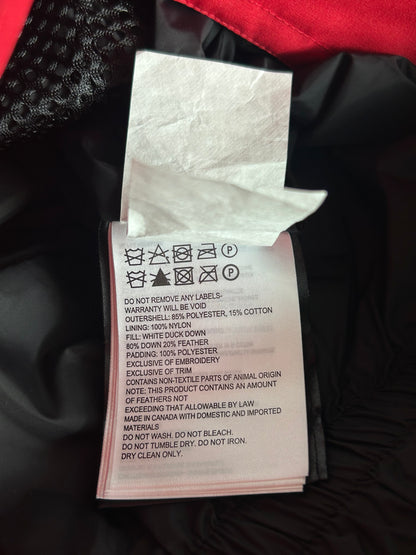 P
P
DO NOT REMOVE ANY LABELS-
WARRANTY WILL BE VOID
OUTERSHELL: 85% POLYESTER, 15% COTTON
LINING: 100% NYLON
FILL: WHITE DUCK DOWN
80% DOWN 20% FEATHER
PADDING: 100% POLYESTER
EXCLUSIVE OF EMBROIDERY
EXCLUSIVE OF TRIM
CONTAINS NON-TEXTILE PARTS OF ANIMAL ORIGIN
NOTE: THIS PRODUCT CONTAINS AN AMOUNT
OF FEATHERS NOT
EXCEEDING THAT ALLOWABLE BY LAW
MADE IN CANADA WITH DOMESTIC AND IMPORTED
MATERIALS
DO NOT WASH. DO NOT BLEACH.
DO NOT TUMBLE DRY. DO NOT IRON.
DRY CLEAN ONLY.